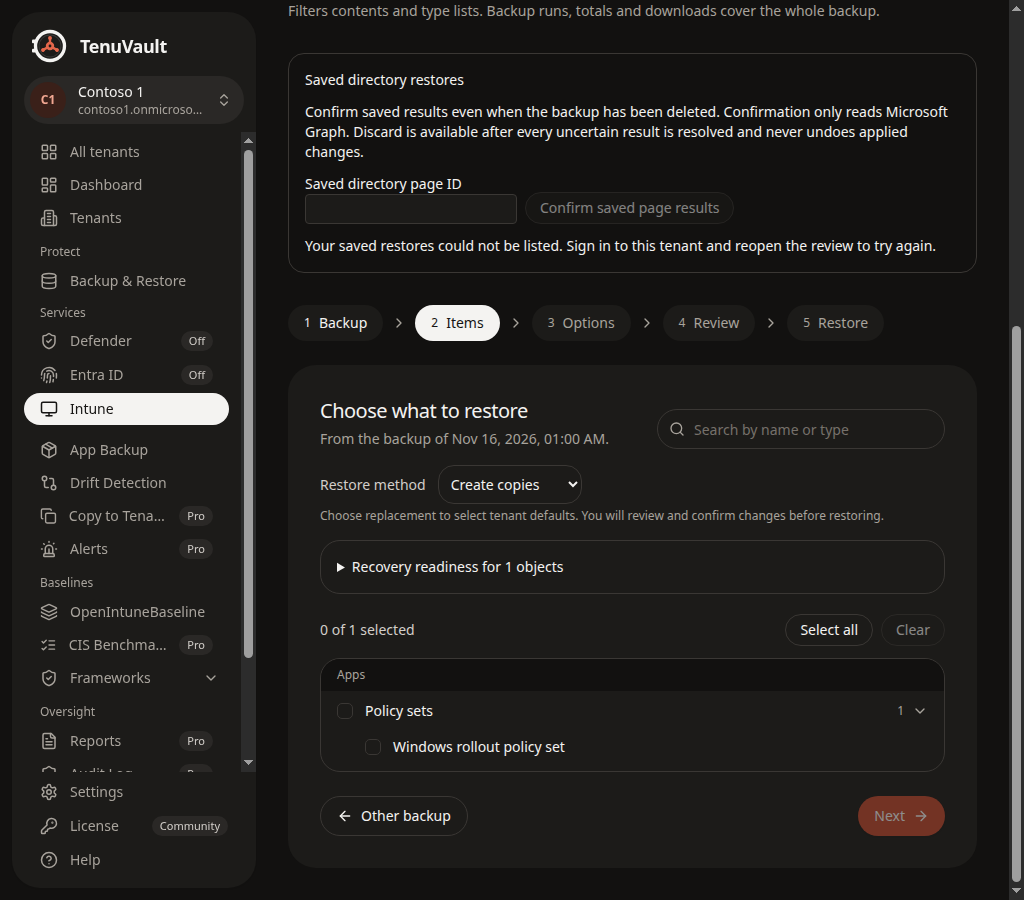 TenuVault
C1
Contoso 1
contoso1.onmicroso...
All tenants
Dashboard
Tenants
Protect
Backup & Restore
Services
Defender
Off
Entra ID
Off
Intune
App Backup
Drift Detection
Copy to Tena...
Pro
Alerts
Pro
Baselines
OpenIntuneBaseline
CIS Benchma...
Pro
Frameworks
Oversight
Reports
Pro
Audit Log
Pro
Settings
License
Community
Help
Filters contents and type lists. Backup runs, totals and downloads cover the whole backup.
Saved directory restores
Confirm saved results even when the backup has been deleted. Confirmation only reads Microsoft
Graph. Discard is available after every uncertain result is resolved and never undoes applied
changes.
Saved directory page ID
Confirm saved page results
Your saved restores could not be listed. Sign in to this tenant and reopen the review to try again.
1 Backup
2 Items
3 Options
4 Review
5 Restore
Choose what to restore
From the backup of Nov 16, 2026, 01:00 AM.
Search by name or type
Restore method
Create copies
Choose replacement to select tenant defaults. You will review and confirm changes before restoring.
Recovery readiness for 1 objects
0 of 1 selected
Select all
Clear
Apps
Policy sets
1
Windows rollout policy set
Other backup
Next